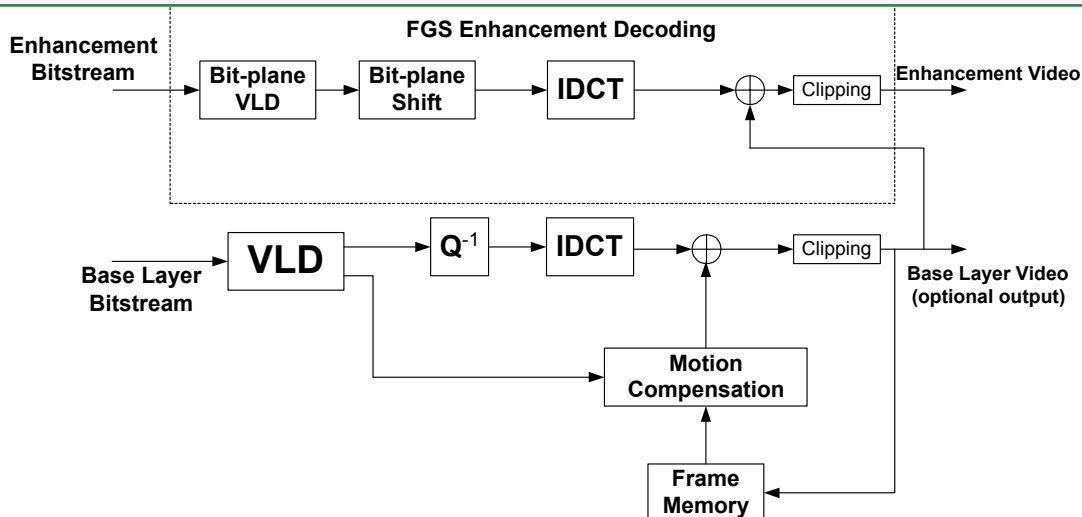 FGS Enhancement Decoding
Enhancement
Bitstream
Bit-plane
VLD
Bit-plane
Shift
IDCT
Clipping
Enhancement Video
Base Layer
Bitstream
VLD
Q-1
IDCT
Clipping
Base Layer Video
(optional output)
Motion
Compensation
Frame
Memory